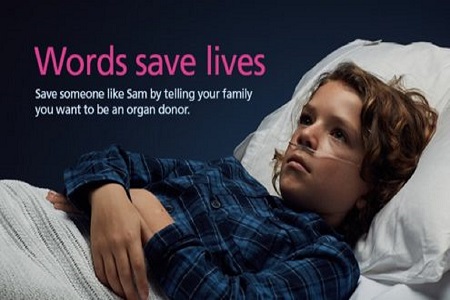 Words save lives
Save someone like Sam by telling your family
you want to be an organ donor.